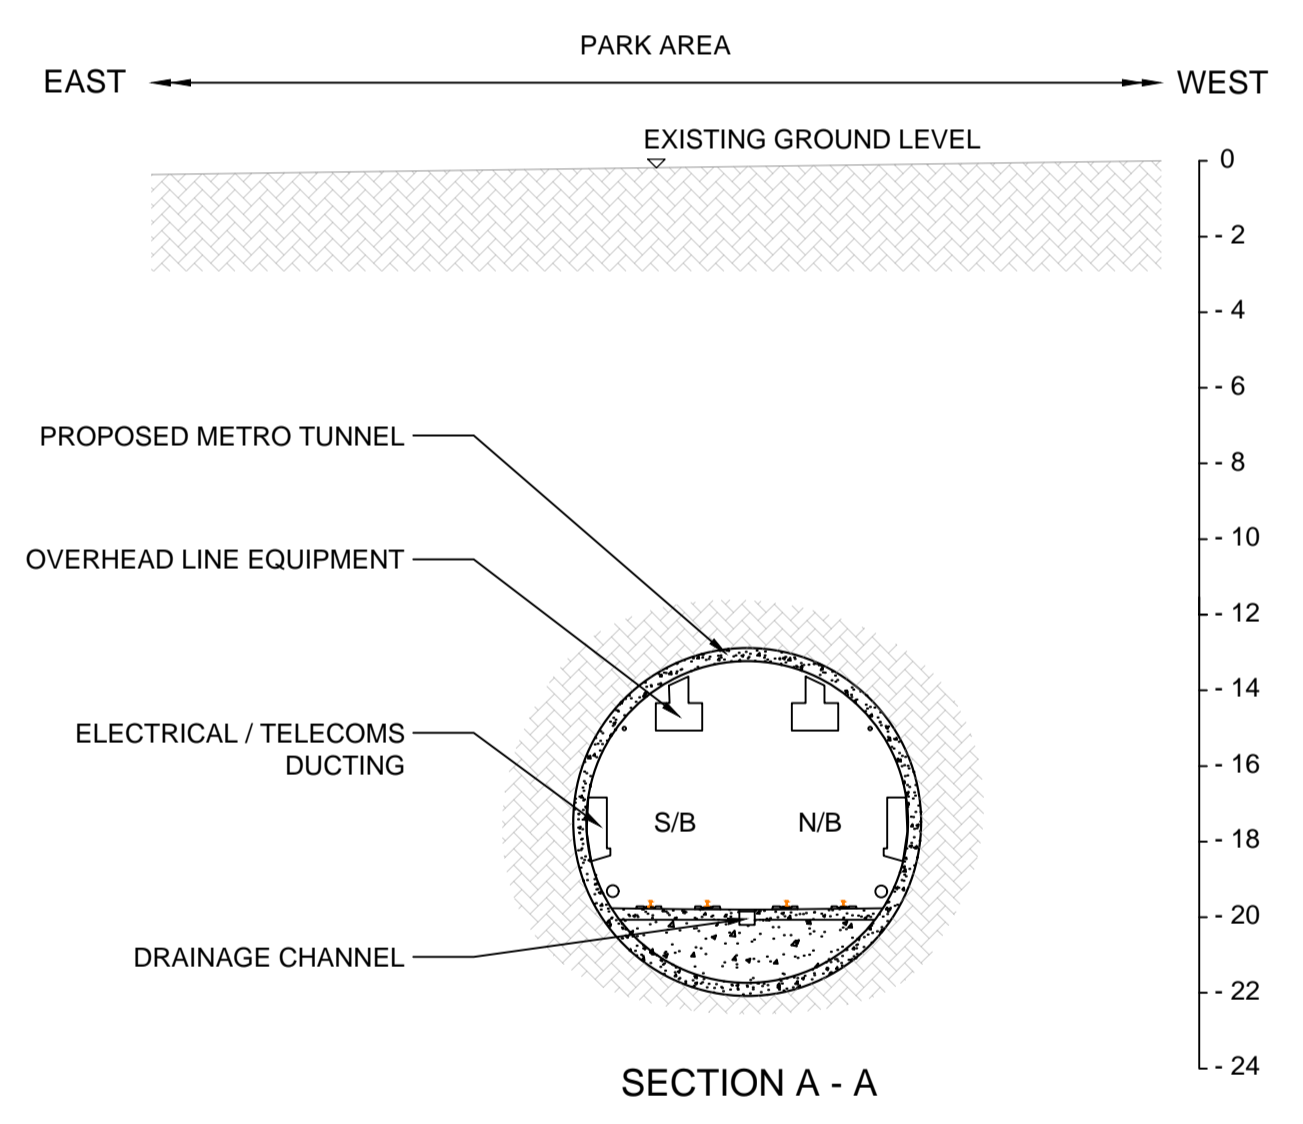 PARK AREA
EAST
WEST
EXISTING GROUND LEVEL
0
- 2
- 4
- 6
- 8
- 10
- 12
- 14
- 16
- 18
- 20
- 22
- 24
PROPOSED METRO TUNNEL
OVERHEAD LINE EQUIPMENT
ELECTRICAL / TELECOMS
DUCTING
S/B
N/B
DRAINAGE CHANNEL
SECTION A - A